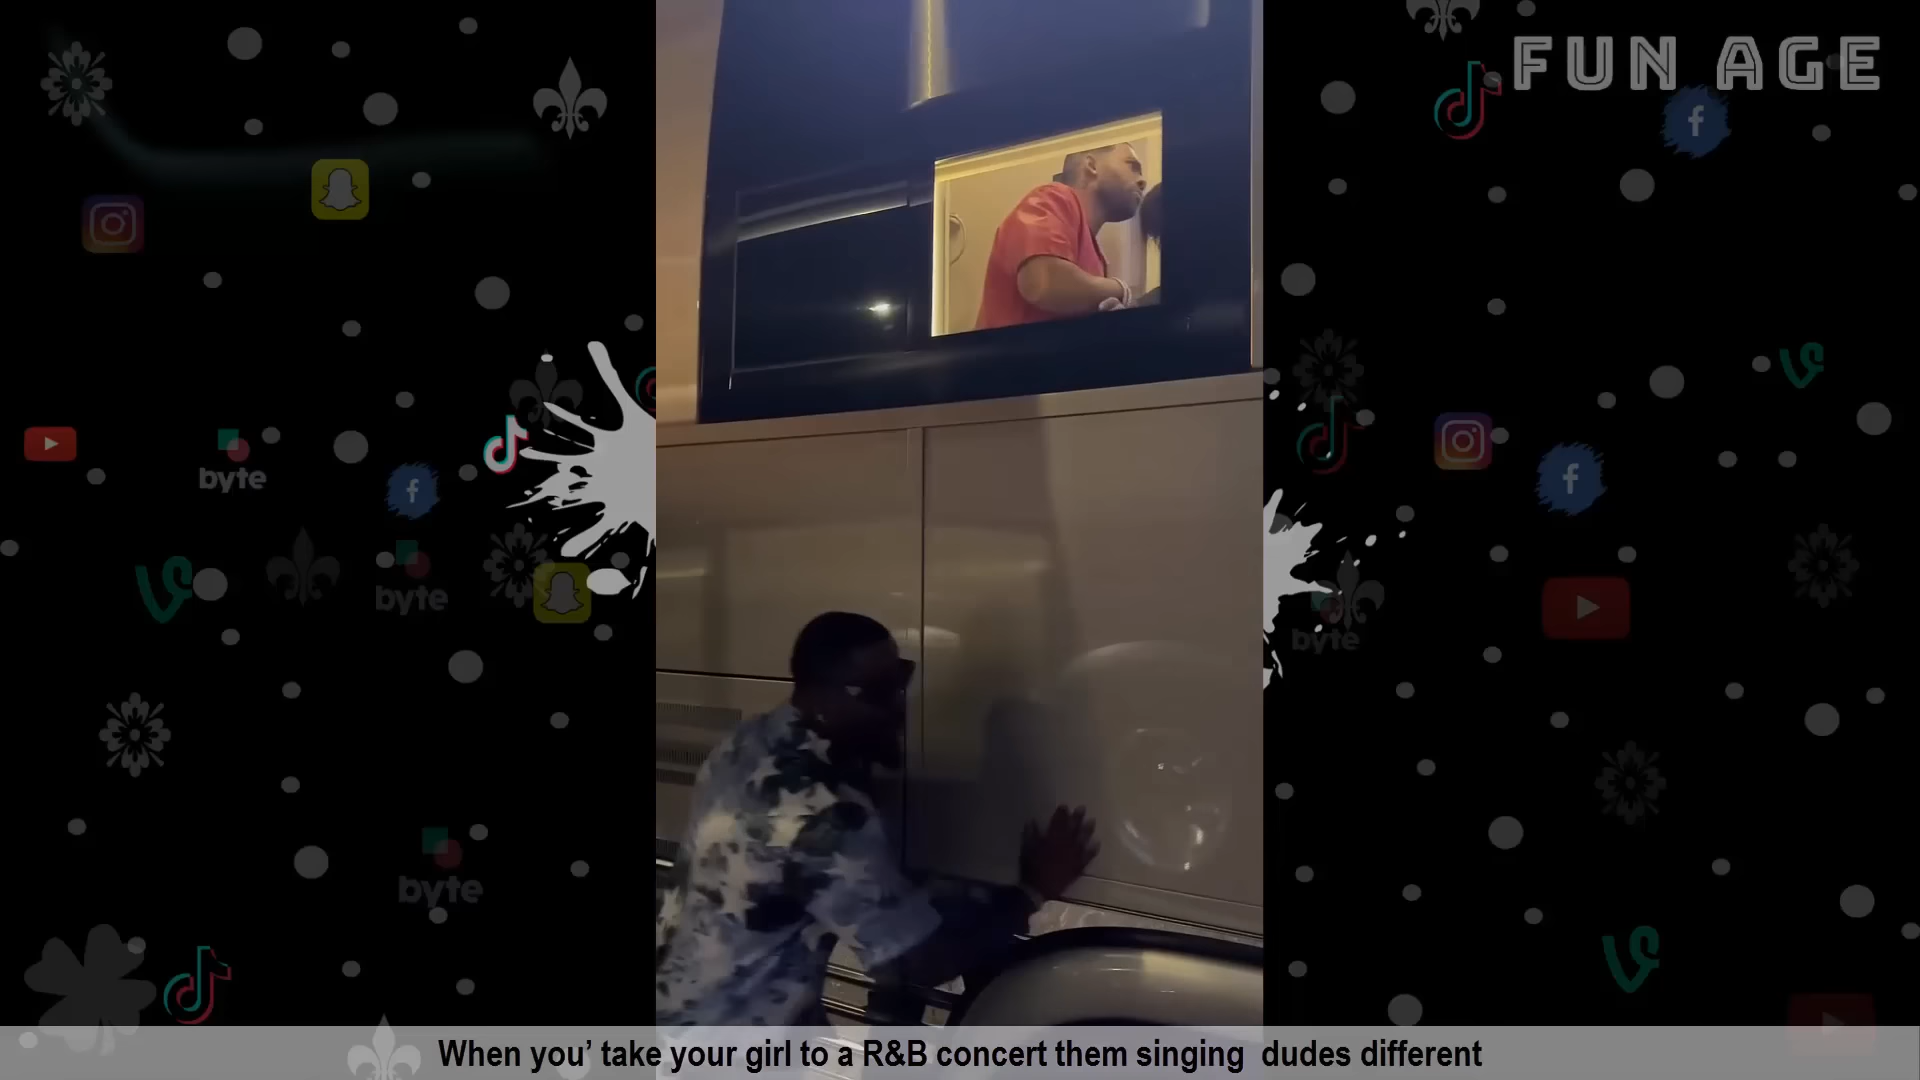 FUN AGE
byte
byte
byte
byte
When you’ take your girl to a R&B concert them singing  dudes different